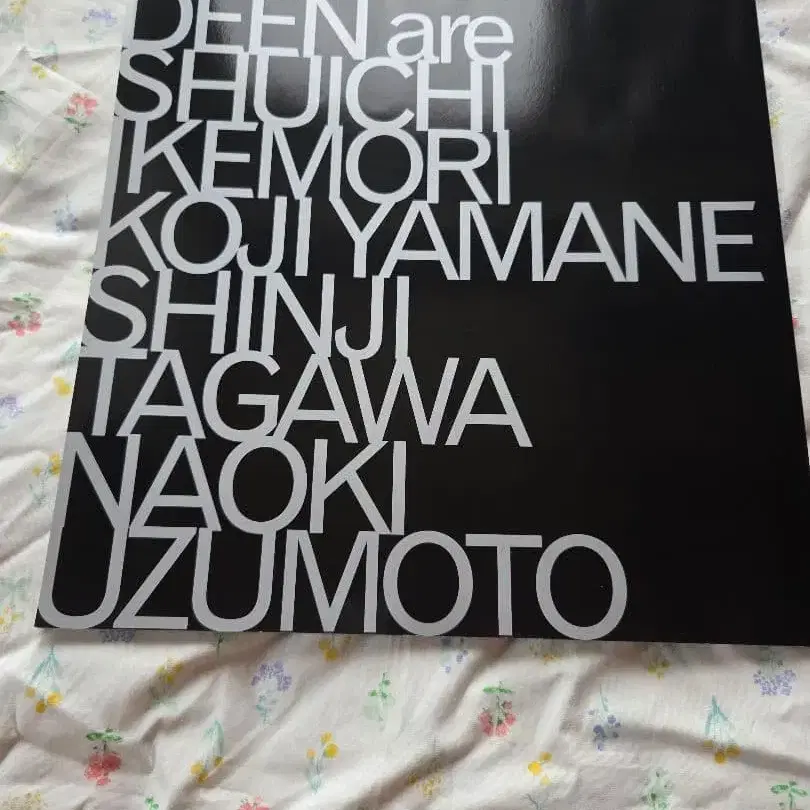 DEEN are
SHUICHI
IKEMORI
KOJI YAMANE
SHINJI
TAGAWA
NAOKI
UZUMOTO